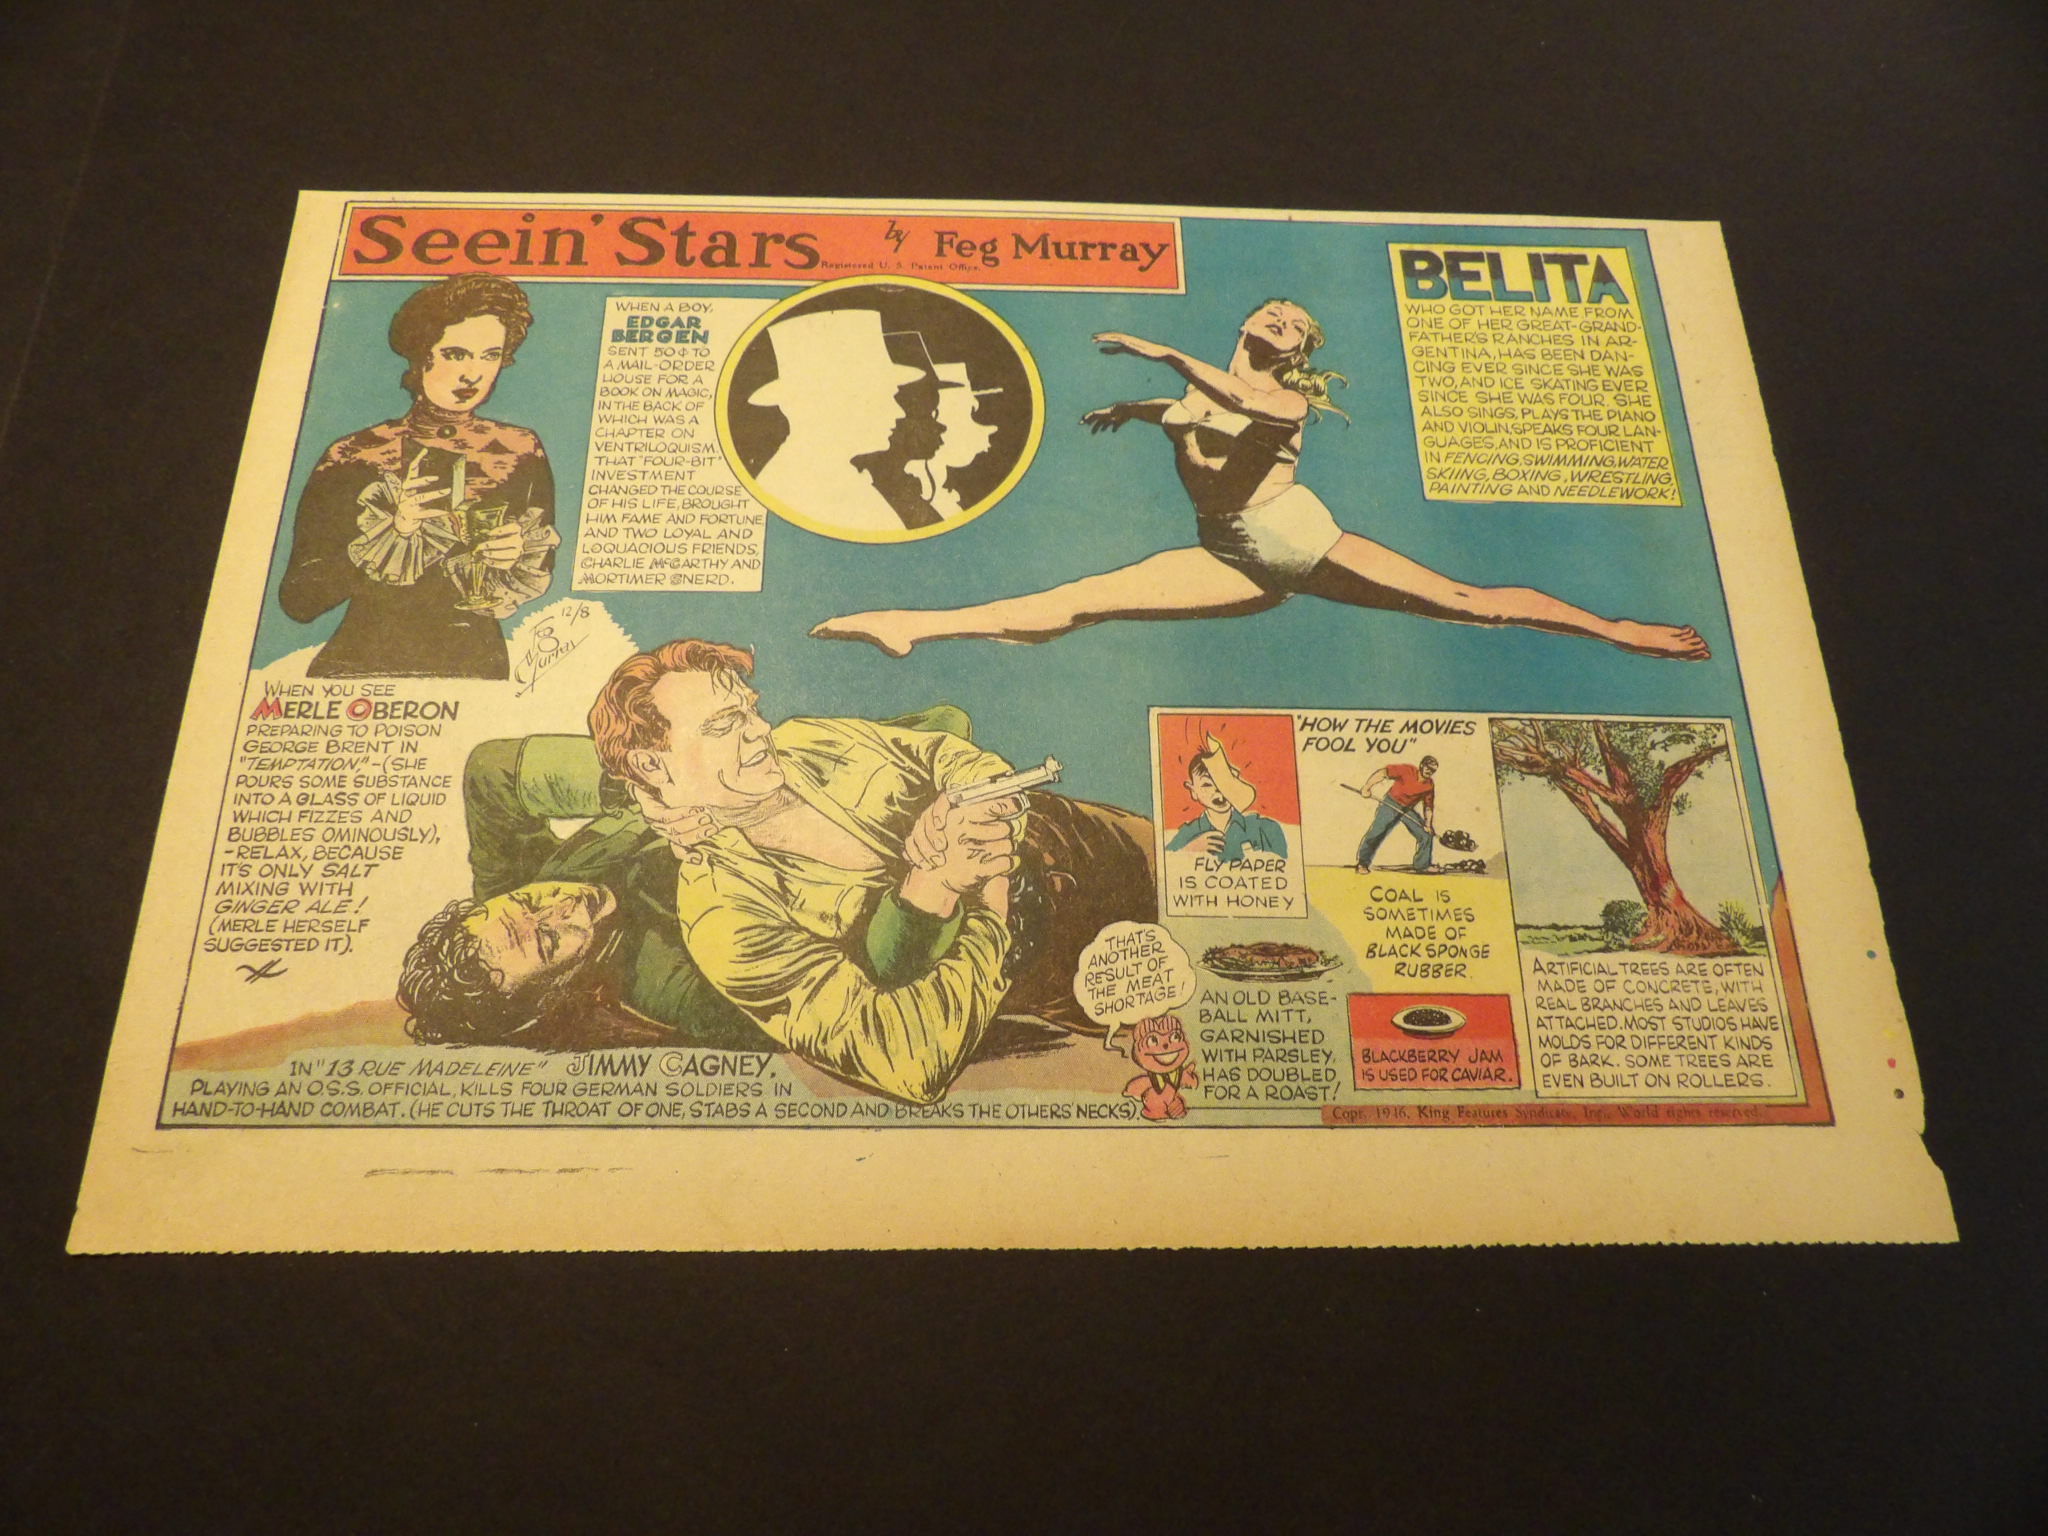 Seein' Stars by Feg Murray
Registered U. S. Patent Office.
WHEN A BOY,
EDGAR
BERGEN
SENT 50¢ TO
A MAIL-ORDER
HOUSE FOR A
BOOK ON MAGIC,
IN THE BACK OF
WHICH WAS A
CHAPTER ON
VENTRILOQUISM.
THAT "FOUR-BIT"
INVESTMENT
CHANGED THE COURSE
OF HIS LIFE, BROUGHT
HIM FAME AND FORTUNE,
AND TWO LOYAL AND
LOQUACIOUS FRIENDS,
CHARLIE McCARTHY AND
MORTIMER SNERD.
BELITA
WHO GOT HER NAME FROM
ONE OF HER GREAT-GRAND-
FATHER'S RANCHES IN AR-
GENTINA, HAS BEEN DAN-
CING EVER SINCE SHE WAS
TWO, AND ICE SKATING EVER
SINCE SHE WAS FOUR. SHE
ALSO SINGS, PLAYS THE PIANO
AND VIOLIN, SPEAKS FOUR LAN-
GUAGES, AND IS PROFICIENT
IN FENCING, SWIMMING, WATER
SKIING, BOXING, WRESTLING,
PAINTING AND NEEDLEWORK!
12/8
Feg
Murray
WHEN YOU SEE
MERLE OBERON
PREPARING TO POISON
GEORGE BRENT IN
"TEMPTATION,"-(SHE
POURS SOME SUBSTANCE
INTO A GLASS OF LIQUID
WHICH FIZZES AND
BUBBLES OMINOUSLY),
-RELAX, BECAUSE
IT'S ONLY SALT
MIXING WITH
GINGER ALE!
(MERLE HERSELF
SUGGESTED IT).
IN "13 RUE MADELEINE" JIMMY CAGNEY,
PLAYING AN O.S.S. OFFICIAL, KILLS FOUR GERMAN SOLDIERS IN
HAND-TO-HAND COMBAT. (HE CUTS THE THROAT OF ONE, STABS A SECOND AND BREAKS THE OTHERS' NECKS).
"HOW THE MOVIES
FOOL YOU"
FLY PAPER
IS COATED
WITH HONEY
COAL IS
SOMETIMES
MADE OF
BLACK SPONGE
RUBBER.
THAT'S
ANOTHER
RESULT OF
THE MEAT
SHORTAGE!
AN OLD BASE-
BALL MITT,
GARNISHED
WITH PARSLEY,
HAS DOUBLED
FOR A ROAST!
BLACKBERRY JAM
IS USED FOR CAVIAR.
ARTIFICIAL TREES ARE OFTEN
MADE OF CONCRETE, WITH
REAL BRANCHES AND LEAVES
ATTACHED. MOST STUDIOS HAVE
MOLDS FOR DIFFERENT KINDS
OF BARK. SOME TREES ARE
EVEN BUILT ON ROLLERS.
Copr. 1946, King Features Syndicate, Inc., World rights reserved.